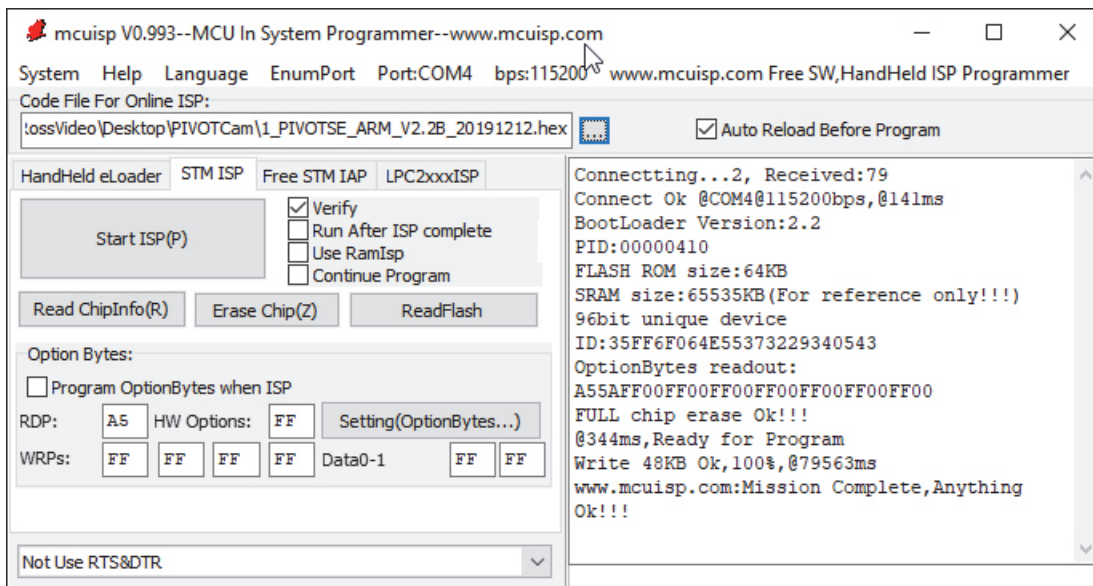 mcuisp V0.993--MCU In System Programmer--www.mcuisp.com
System Help Language EnumPort Port:COM4 bps:115200 www.mcuisp.com Free SW,HandHeld ISP Programmer
Code File For Online ISP:
:ossVideo\Desktop\PIVOTCam\1_PIVOTSE_ARM_V2.2B_20191212.hex ... Auto Reload Before Program
HandHeld eLoader STM ISP Free STM IAP LPC2xxxISP
Start ISP(P)
Verify
Run After ISP complete
Use RamIsp
Continue Program
Read ChipInfo(R) Erase Chip(Z) ReadFlash
Option Bytes:
Program OptionBytes when ISP
RDP: A5 HW Options: FF Setting(OptionBytes...)
WRPs: FF FF FF FF Data0-1 FF FF
Not Use RTS&DTR
Connectting...2, Received:79
Connect Ok @COM4@115200bps,@141ms
BootLoader Version:2.2
PID:00000410
FLASH ROM size:64KB
SRAM size:65535KB(For reference only!!!)
96bit unique device
ID:35FF6F064E55373229340543
OptionBytes readout:
A55AFF00FF00FF00FF00FF00FF00FF00
FULL chip erase Ok!!!
@344ms,Ready for Program
Write 48KB Ok,100%,@79563ms
www.mcuisp.com:Mission Complete,Anything
Ok!!!